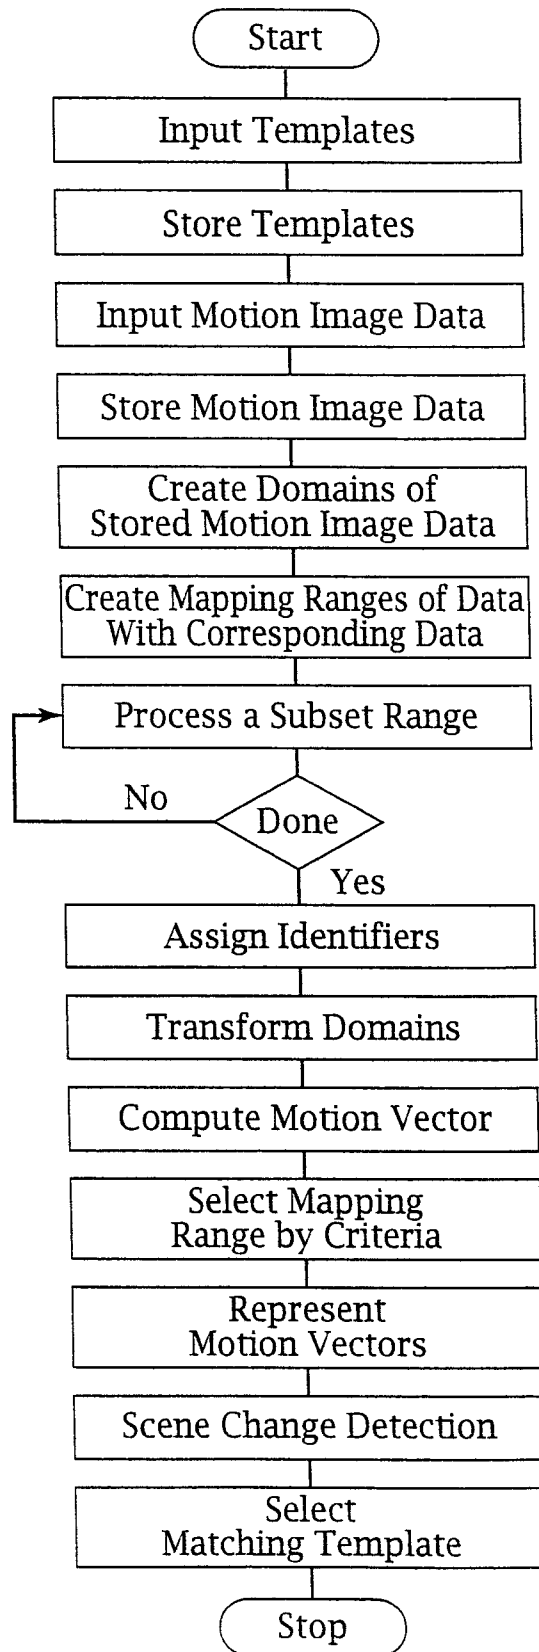 Start
Input Templates
Store Templates
Input Motion Image Data
Store Motion Image Data
Create Domains of
Stored Motion Image Data
Create Mapping Ranges of Data
With Corresponding Data
Process a Subset Range
No
Done
Yes
Assign Identifiers
Transform Domains
Compute Motion Vector
Select Mapping
Range by Criteria
Represent
Motion Vectors
Scene Change Detection
Select
Matching Template
Stop